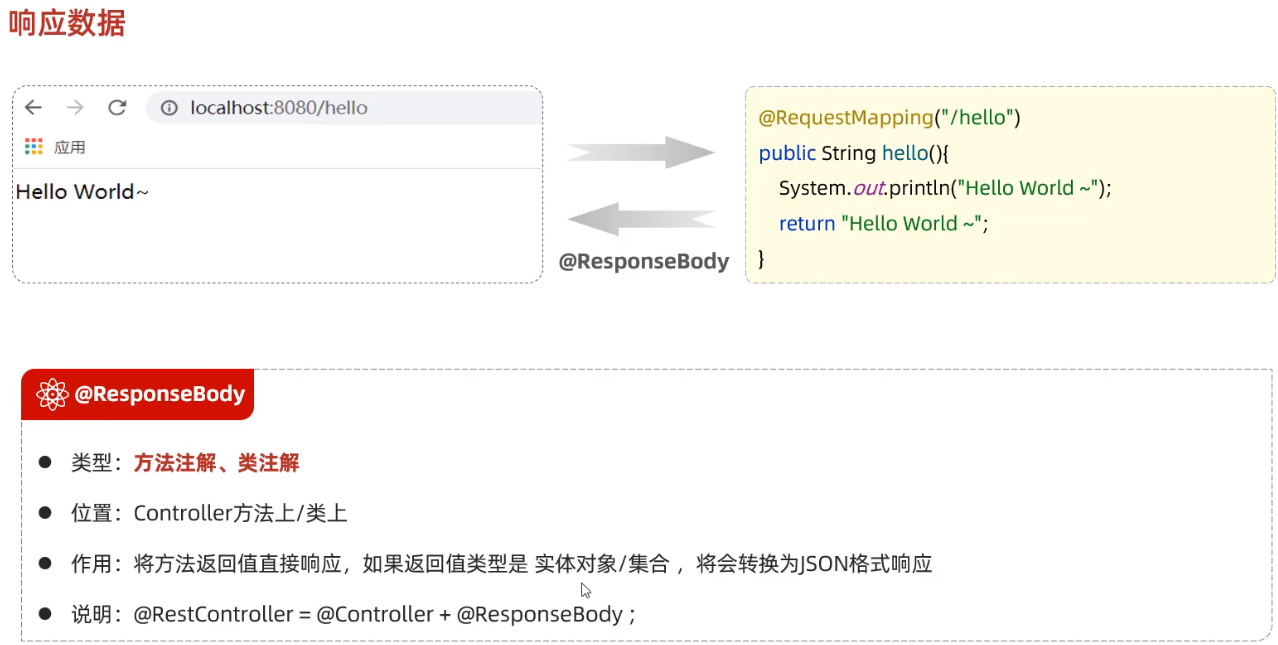 响应数据
localhost:8080/hello
应用
Hello World~
@ResponseBody
@RequestMapping("/hello")
public String hello(){
System.out.println("Hello World ~");
return "Hello World ~";
}
@ResponseBody
类型：方法注解、类注解
位置：Controller方法上/类上
作用：将方法返回值直接响应，如果返回值类型是 实体对象/集合 ，将会转换为JSON格式响应
说明：@RestController = @Controller + @ResponseBody ;